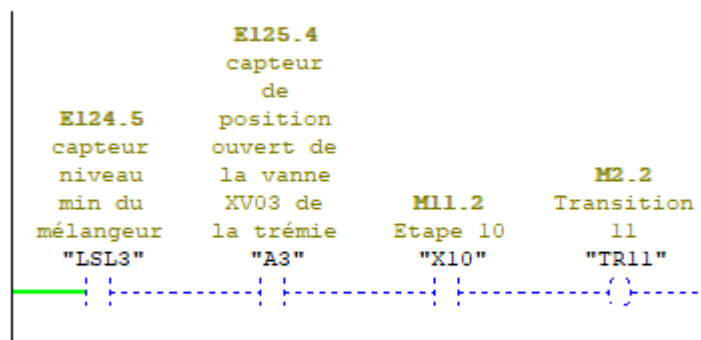 E124.5
capteur
niveau
min du
mélangeur
"LSL3"
E125.4
capteur
de
position
ouvert de
la vanne
XV03 de
la trémie
"A3"
M11.2
Etape 10
"X10"
M2.2
Transition
11
"TR11"